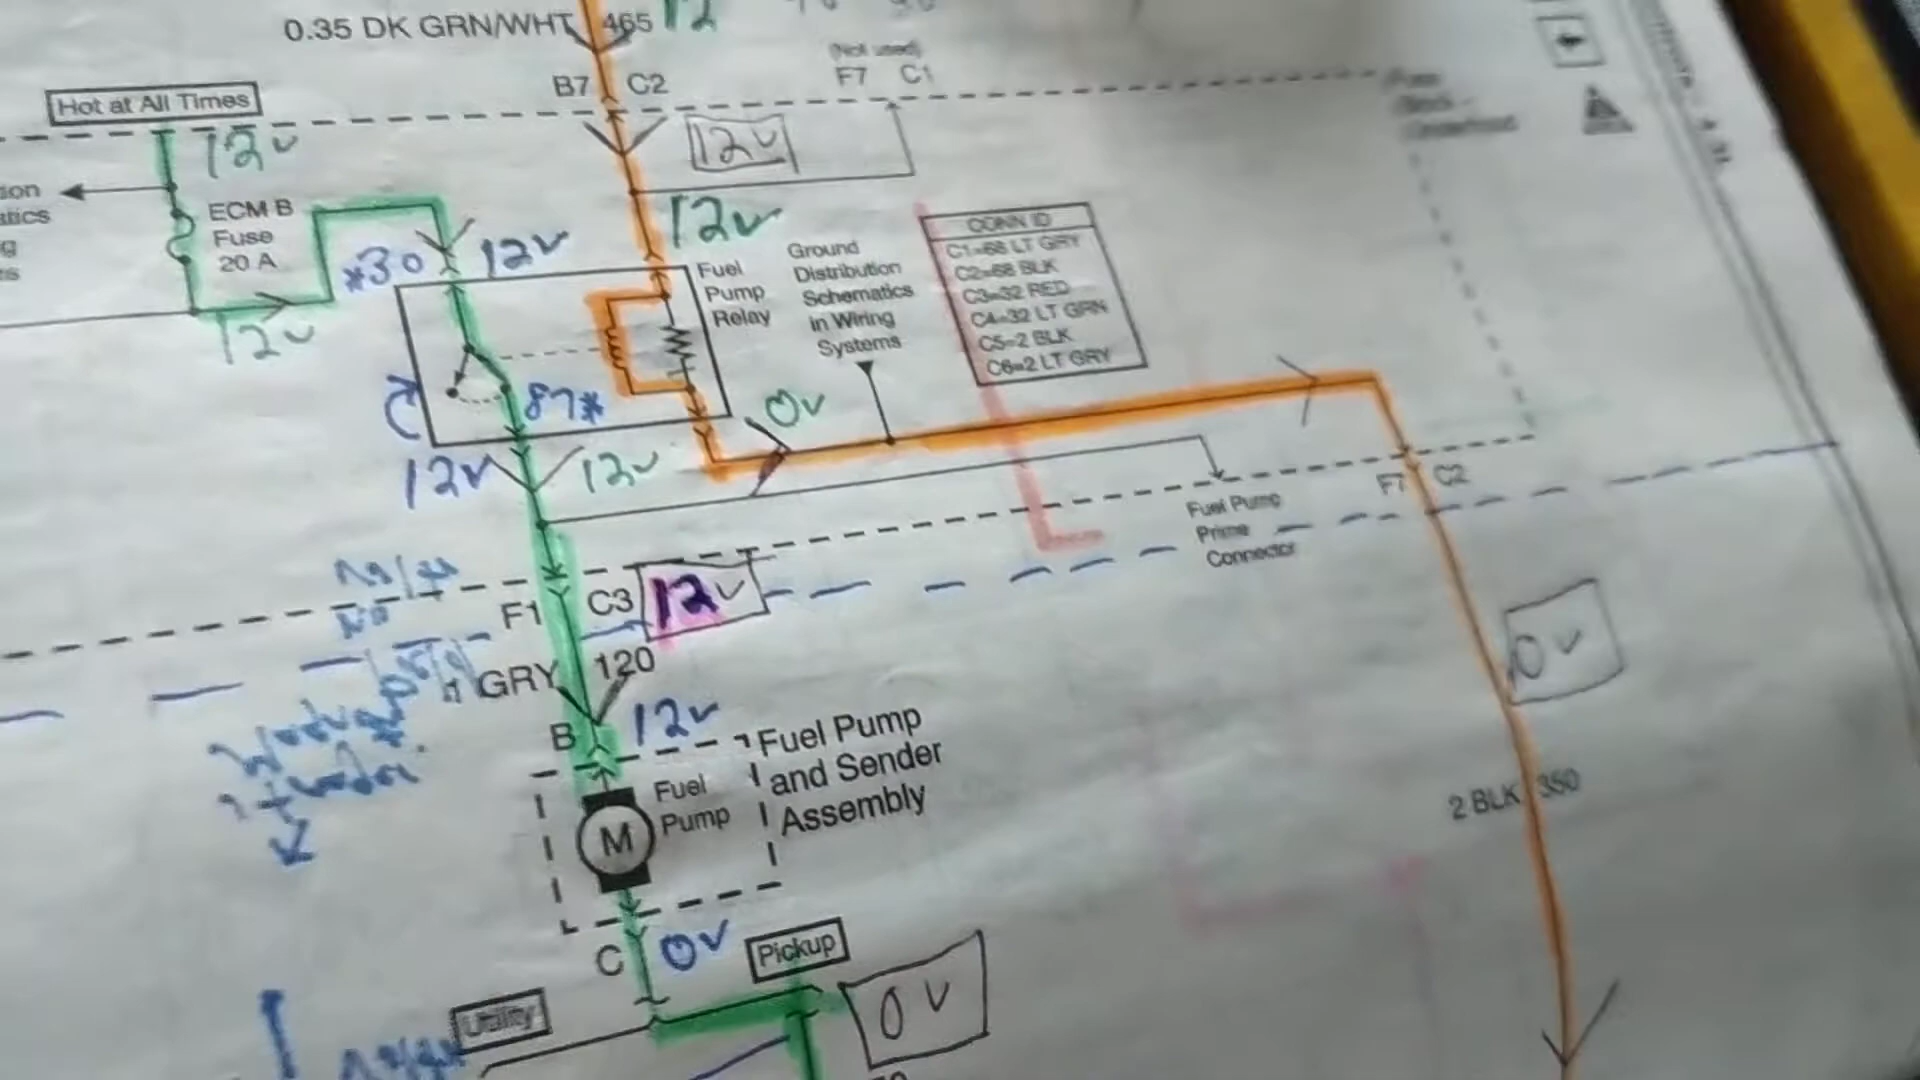 0.35 DK GRN/WHT
465
12
(Not used)
B7
C2
F7
C1
Hot at All Times
12v
12v
ECM B
Fuse
20 A
*30
12v
12v
12v
Fuel
Pump
Relay
Ground
Distribution
Schematics
in Wiring
Systems
CONN ID
C1=68 LT GRY
C2=68 BLK
C3=32 RED
C4=32 LT GRN
C5=2 BLK
C6=2 LT GRY
87*
0v
12v
12v
F7
C2
Fuel Pump
Prime
Connector
F1
C3
12v
1 GRY
120
0v
B
12v
Fuel Pump
and Sender
Assembly
Fuel
Pump
M
2 BLK
350
C
0v
Pickup
0v
Utility